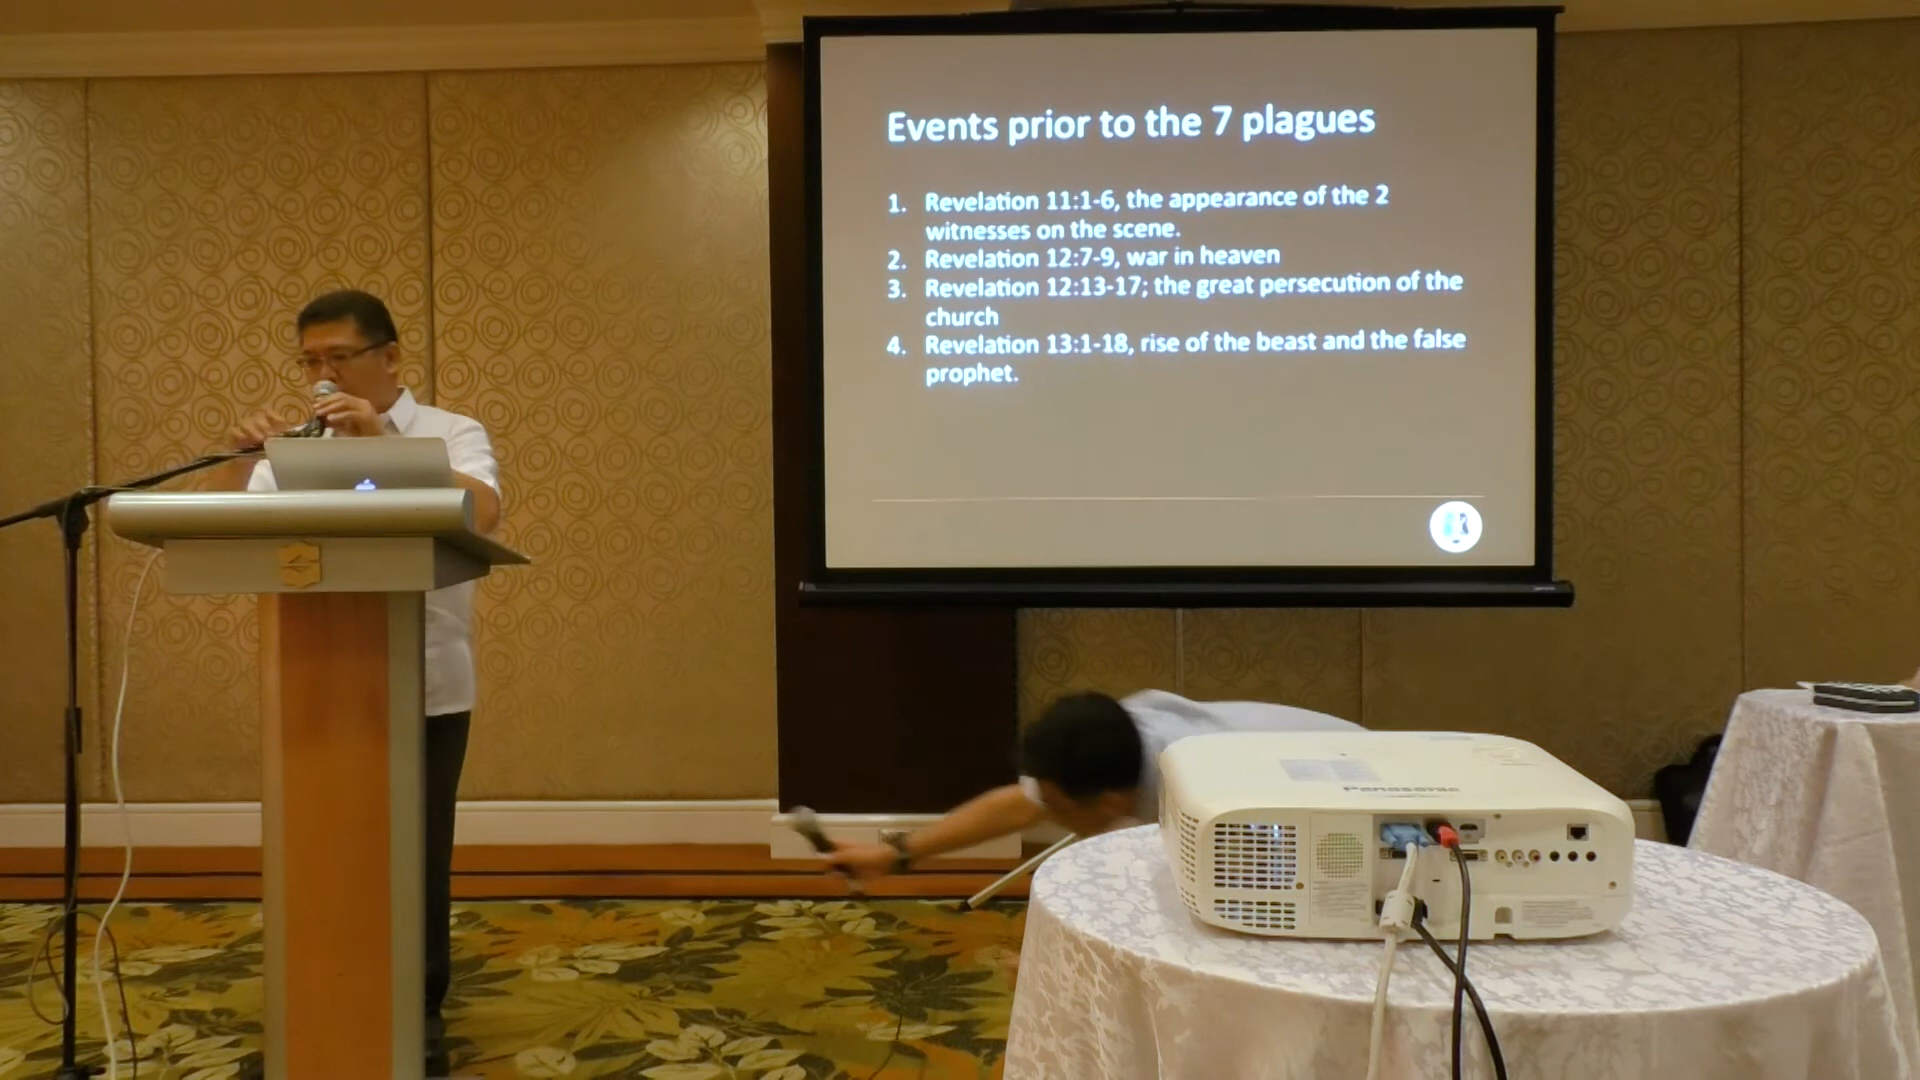 Events prior to the 7 plagues
1. Revelation 11:1-6, the appearance of the 2
witnesses on the scene.
2. Revelation 12:7-9, war in heaven
3. Revelation 12:13-17; the great persecution of the
church
4. Revelation 13:1-18, rise of the beast and the false
prophet.
Panasonic